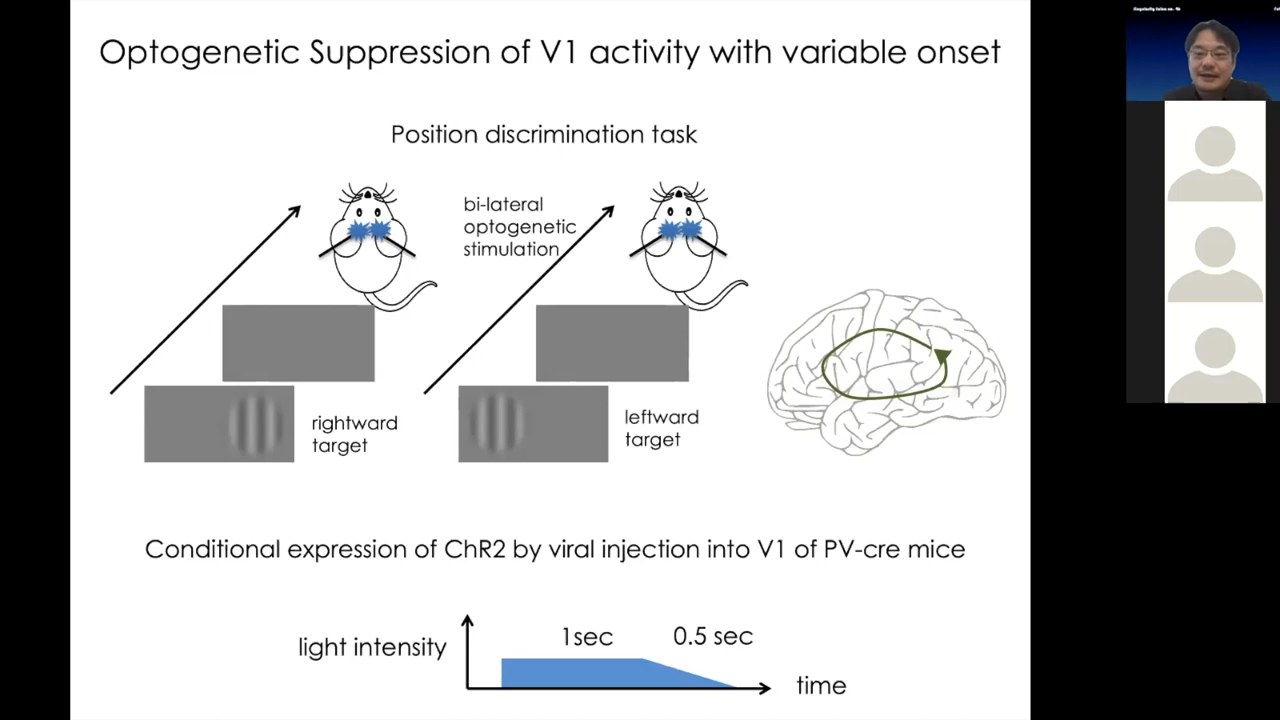 Optogenetic Suppression of V1 activity with variable onset
Position discrimination task
bi-lateral
optogenetic
stimulation
rightward
target
leftward
target
Conditional expression of ChR2 by viral injection into V1 of PV-cre mice
light intensity
1sec
0.5 sec
time